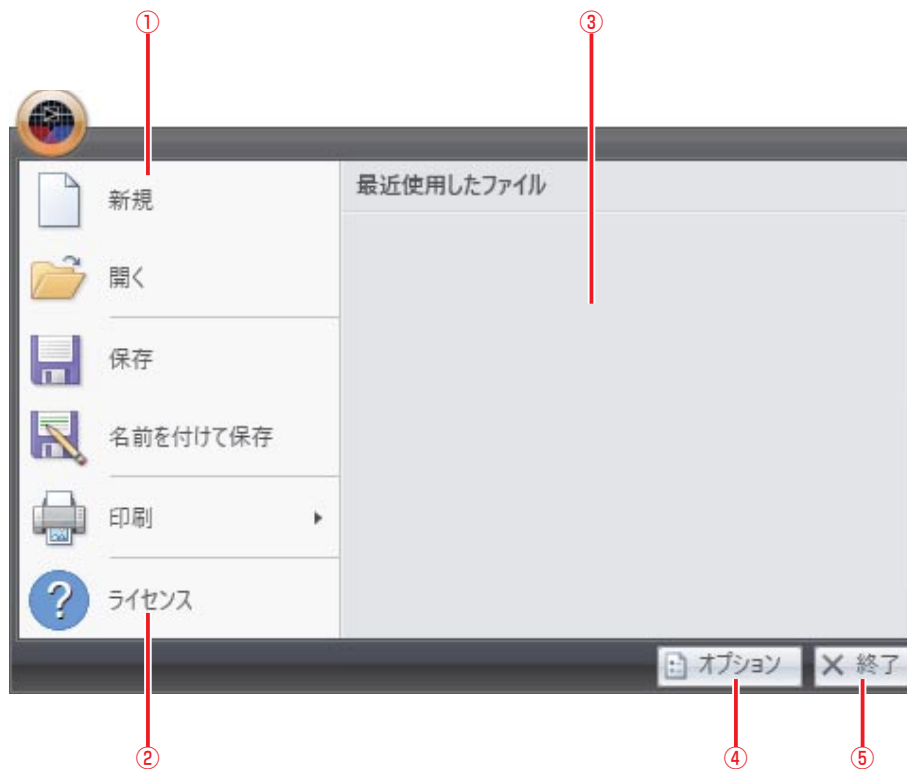 ① ③
新規
最近使用したファイル
開く
保存
名前を付けて保存
印刷
ライセンス
オプション
終了
② ④ ⑤